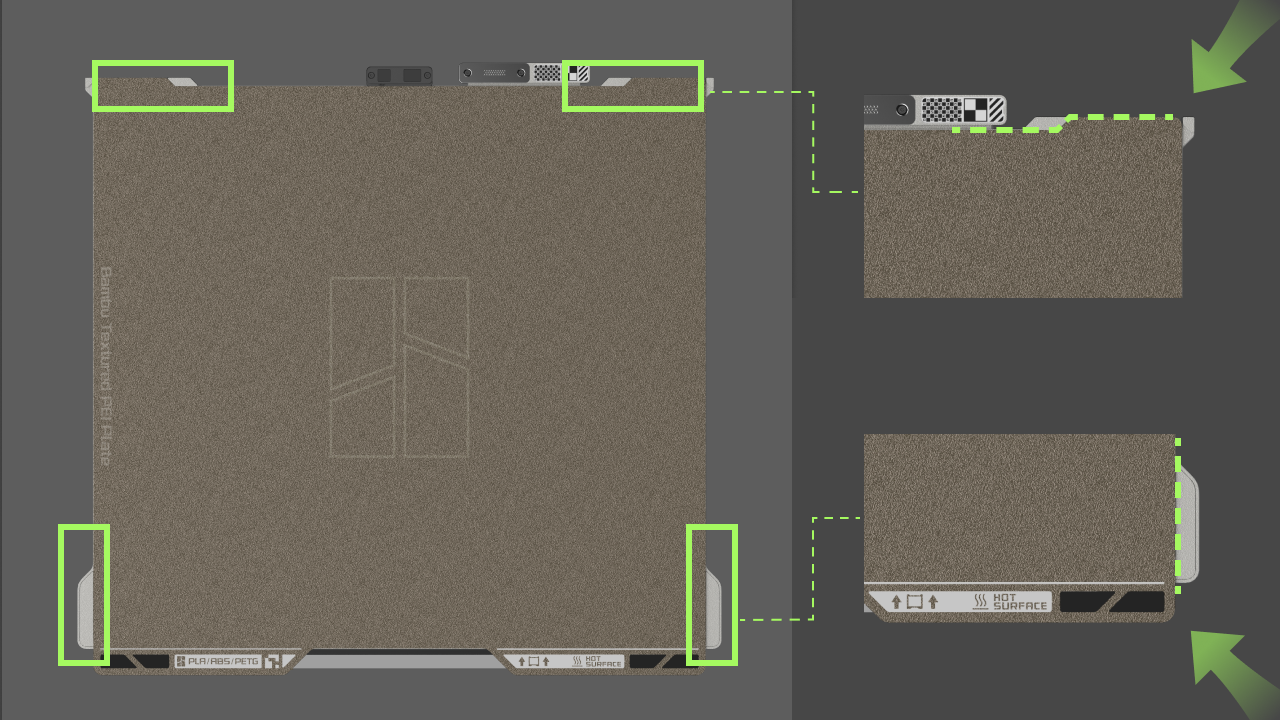 Bambu Textured PEI Plate
PLA/ABS/PETG
HOT
SURFACE
HOT
SURFACE